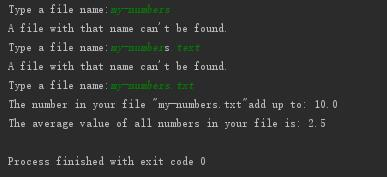 Type a file name:my-numbers
A file with that name can't be found.
Type a file name:my-numbers.text
A file with that name can't be found.
Type a file name:my-numbers.txt
The number in your file "my-numbers.txt"add up to: 10.0
The average value of all numbers in your file is: 2.5
Process finished with exit code 0